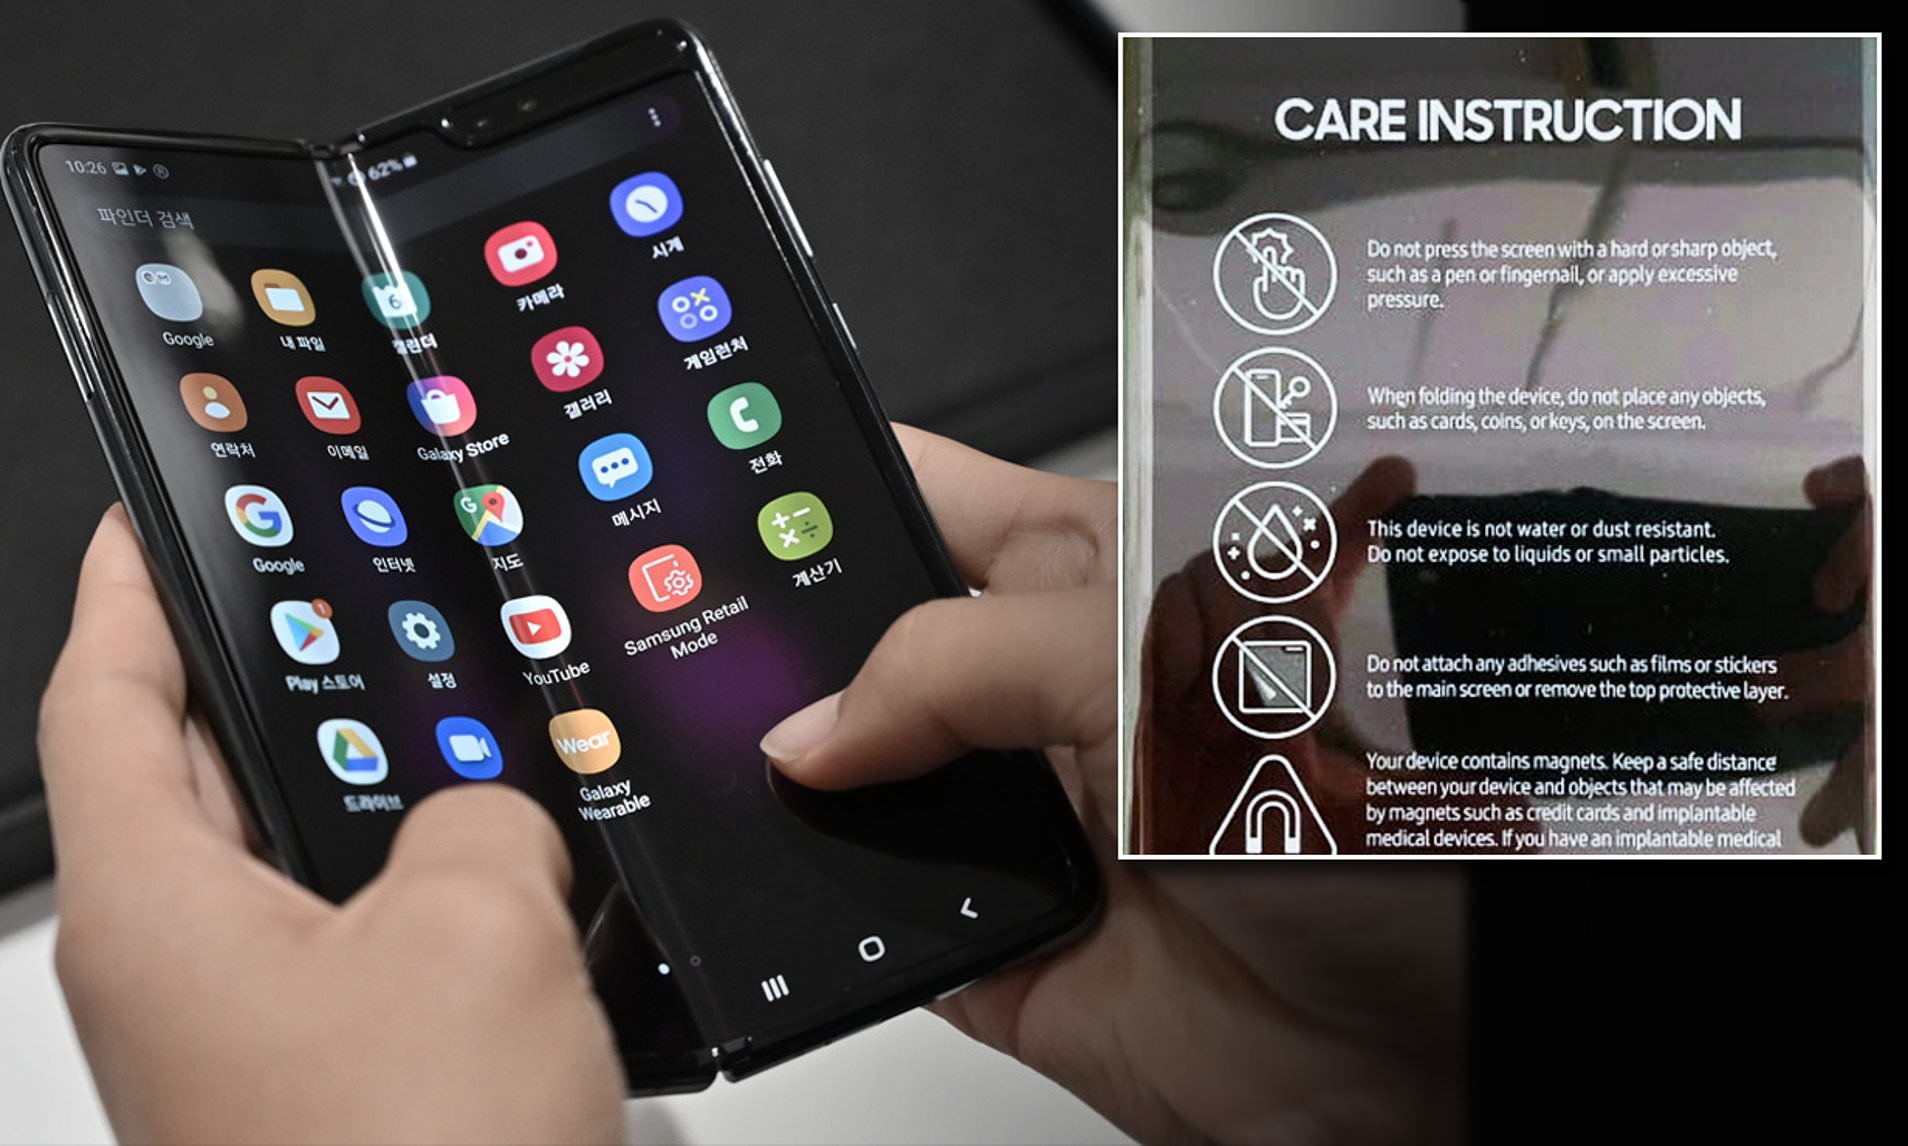 10:26
62%
파인더 검색
Google
내 파일
캘린더
카메라
시계
연락처
이메일
Galaxy Store
갤러리
게임런처
Google
인터넷
지도
메시지
전화
Play 스토어
설정
YouTube
Samsung Retail
Mode
계산기
드라이브
Wear
Galaxy
Wearable
CARE INSTRUCTION
Do not press the screen with a hard or sharp object,
such as a pen or fingernail, or apply excessive
pressure.
When folding the device, do not place any objects,
such as cards, coins, or keys, on the screen.
This device is not water or dust resistant.
Do not expose to liquids or small particles.
Do not attach any adhesives such as films or stickers
to the main screen or remove the top protective layer.
Your device contains magnets. Keep a safe distance
between your device and objects that may be affected
by magnets such as credit cards and implantable
medical devices. If you have an implantable medical